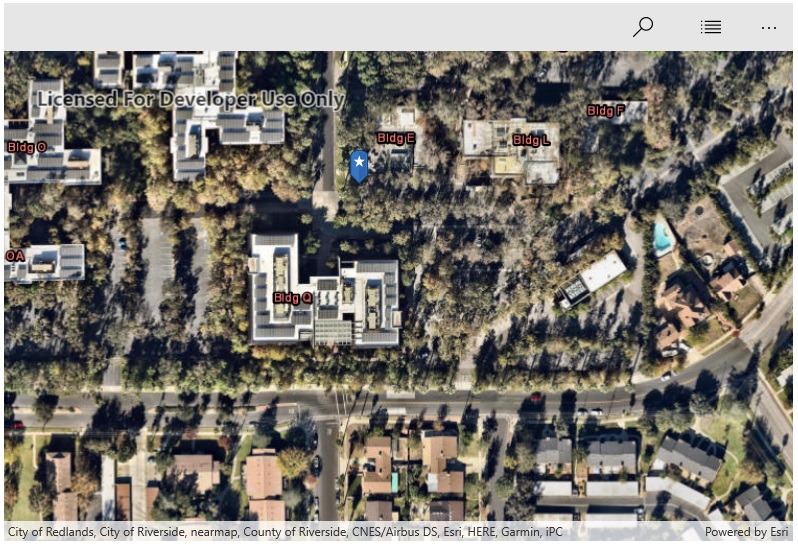 Licensed For Developer Use Only
Bldg F
Bldg E
Bldg L
Bldg O
OA
Bldg Q
City of Redlands, City of Riverside, nearmap, County of Riverside, CNES/Airbus DS, Esri, HERE, Garmin, iPC
Powered by Esri